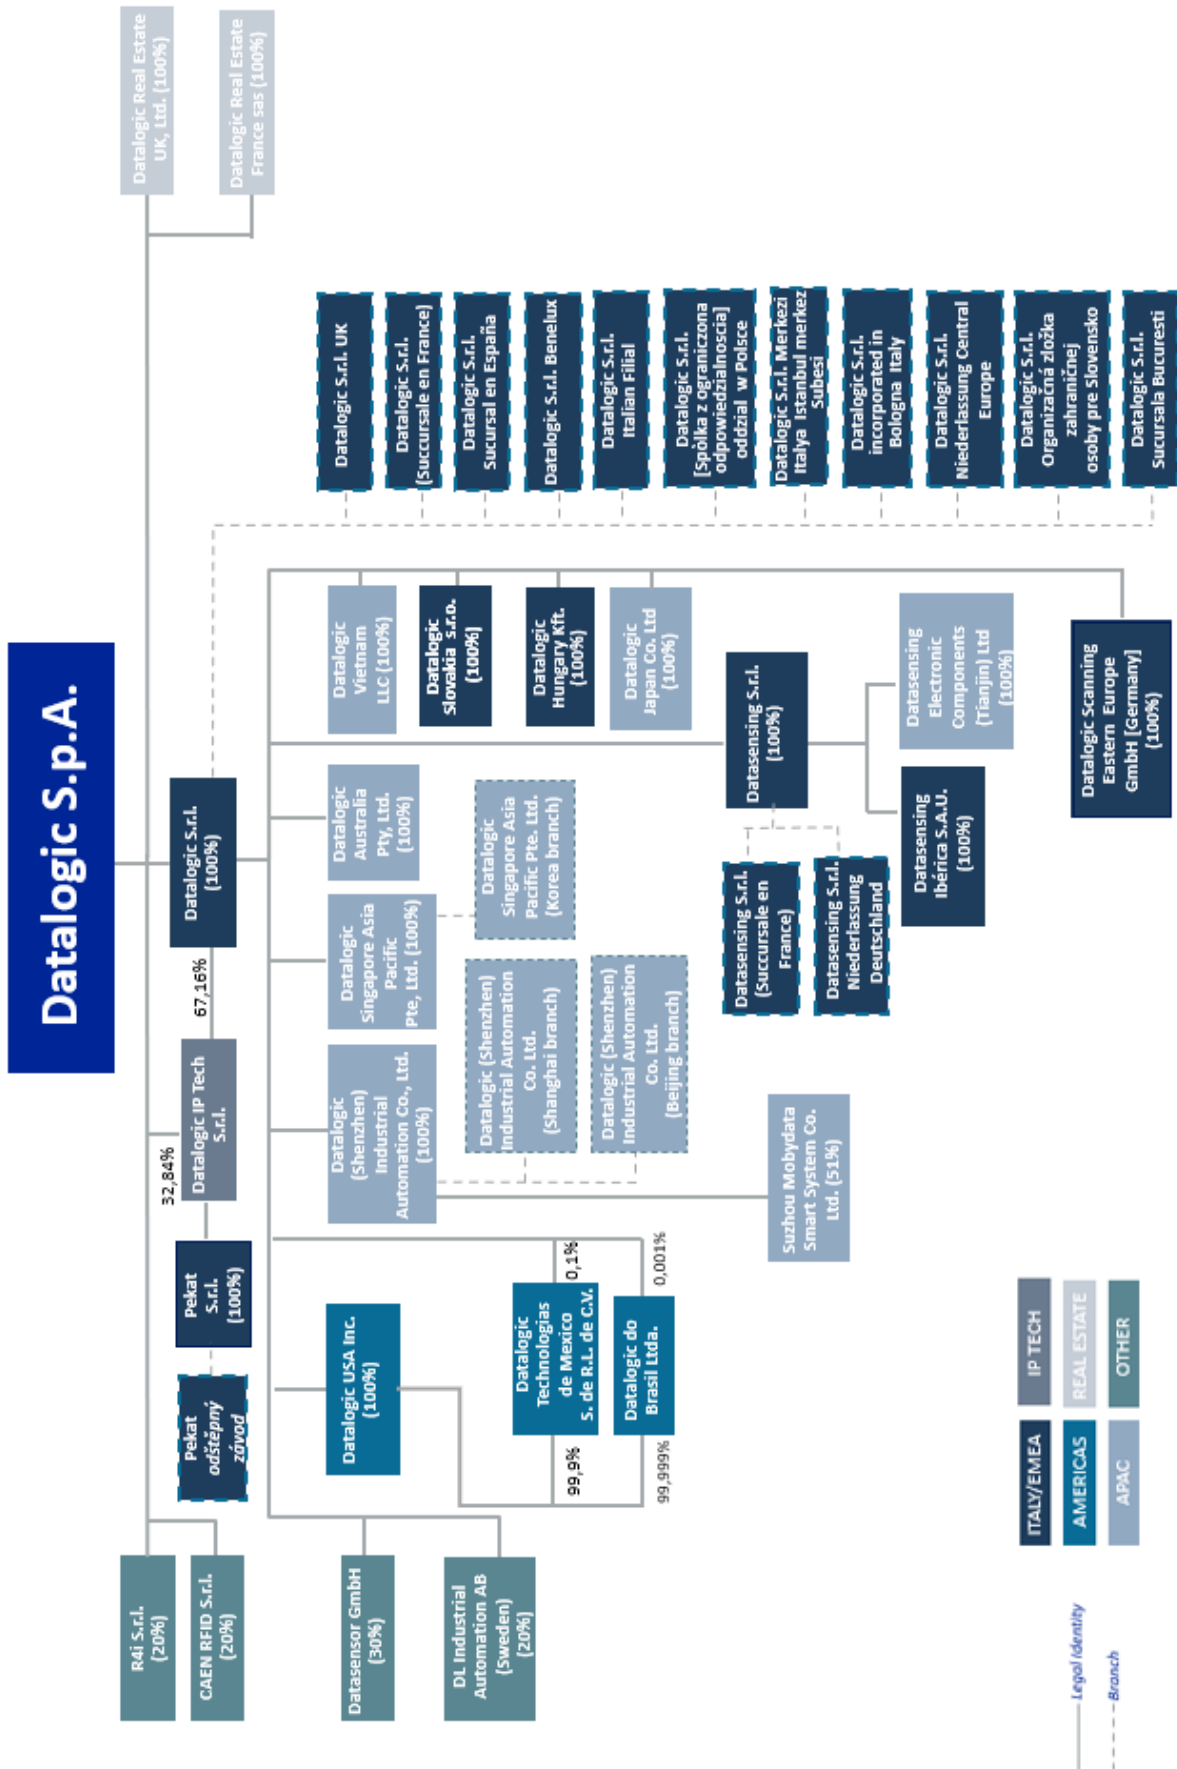 Datalogic S.p.A.
R4i S.r.l.
(20%)
CAEN RFID S.r.l.
(20%)
Datalogic Real Estate
UK, Ltd. (100%)
Datalogic Real Estate
France sas (100%)
32,84%
Pekat
odštěpný
závod
Pekat
S.r.l.
(100%)
Datalogic IP Tech
S.r.l.
67,16%
Datalogic S.r.l.
(100%)
Datasensor GmbH
(30%)
DL Industrial
Automation AB
(Sweden)
(20%)
Datalogic USA Inc.
(100%)
99,9%
Datalogic
Technologias
de Mexico
S. de R.L. de C.V.
0,1%
99,999%
Datalogic do
Brasil Ltda.
0,001%
Datalogic
(Shenzhen)
Industrial
Automation Co., Ltd.
(100%)
Datalogic (Shenzhen)
Industrial Automation
Co. Ltd.
(Shanghai branch)
Datalogic (Shenzhen)
Industrial Automation
Co. Ltd.
(Beijing branch)
Suzhou Mobydata
Smart System Co.
Ltd. (51%)
Datalogic
Singapore Asia
Pacific
Pte, Ltd. (100%)
Datalogic
Singapore Asia
Pacific Pte. Ltd.
(Korea branch)
Datalogic
Australia
Pty, Ltd.
(100%)
Datalogic
Vietnam
LLC (100%)
Datalogic
Slovakia s.r.o.
(100%)
Datalogic
Hungary Kft.
(100%)
Datalogic
Japan Co. Ltd
(100%)
Datasensing S.r.l.
(100%)
Datasensing S.r.l.
(Succursale en
France)
Datasensing S.r.l.
Niederlassung
Deutschland
Datasensing
Ibérica S.A.U.
(100%)
Datasensing
Electronic
Components
(Tianjin) Ltd
(100%)
Datalogic Scanning
Eastern Europe
GmbH [Germany]
(100%)
Datalogic S.r.l. UK
Datalogic S.r.l.
(Succursale en France)
Datalogic S.r.l.
Sucursal en España
Datalogic S.r.l. Benelux
Datalogic S.r.l.
Italian Filial
Datalogic S.r.l.
[Spòlka z ograniczona
odpowiedzialnoscia]
oddzial w Polsce
Datalogic S.r.l. Merkezi
Italya Istanbul merkez
Subesi
Datalogic S.r.l.
incorporated in
Bologna Italy
Datalogic S.r.l.
Niederlassung Central
Europe
Datalogic S.r.l.
Organizačná zložka
zahraničnej
osoby pre Slovensko
Datalogic S.r.l.
Sucursala Bucuresti
Legal Identity
Branch
ITALY/EMEA
IP TECH
AMERICAS
REAL ESTATE
APAC
OTHER